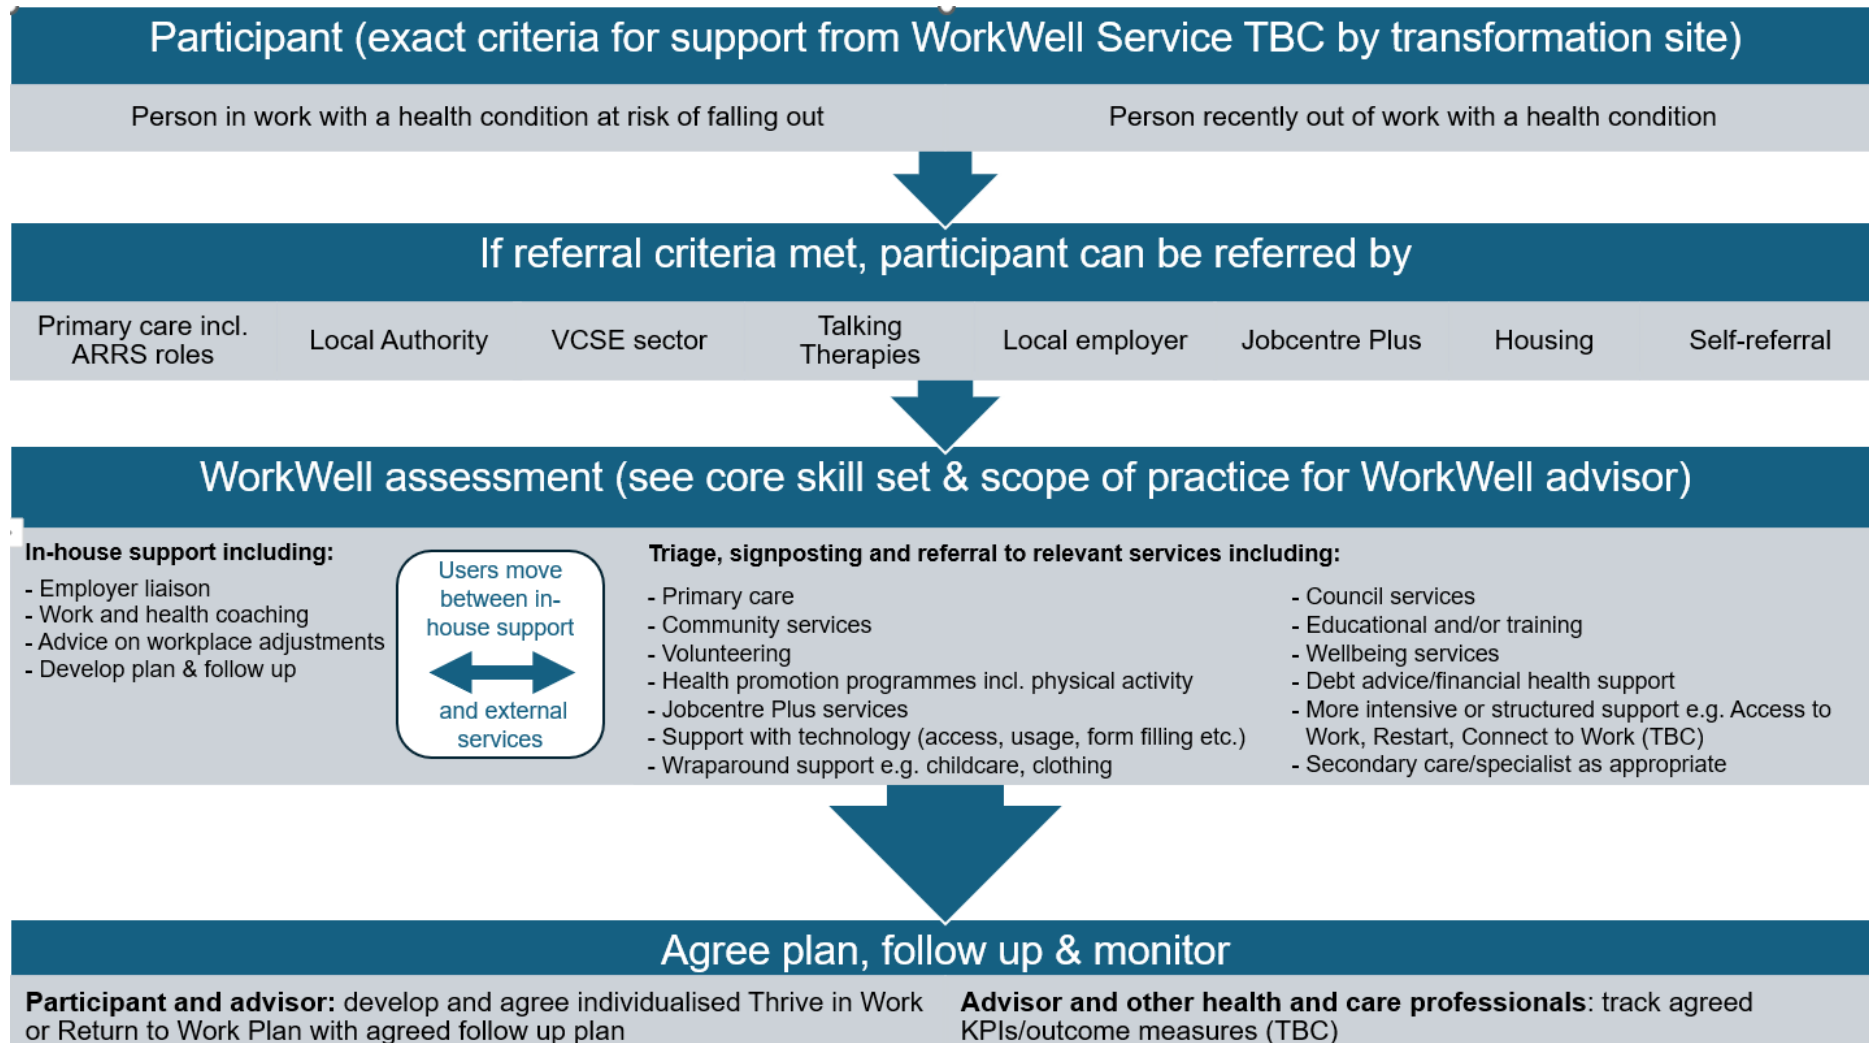 Participant (exact criteria for support from WorkWell Service TBC by transformation site)
Person in work with a health condition at risk of falling out
Person recently out of work with a health condition
If referral criteria met, participant can be referred by
Primary care incl.
ARRS roles
Local Authority
VCSE sector
Talking
Therapies
Local employer
Jobcentre Plus
Housing
Self-referral
WorkWell assessment (see core skill set & scope of practice for WorkWell advisor)
In-house support including:
- Employer liaison
- Work and health coaching
- Advice on workplace adjustments
- Develop plan & follow up
Users move
between in-
house support
and external
services
Triage, signposting and referral to relevant services including:
- Primary care
- Community services
- Volunteering
- Health promotion programmes incl. physical activity
- Jobcentre Plus services
- Support with technology (access, usage, form filling etc.)
- Wraparound support e.g. childcare, clothing
- Council services
- Educational and/or training
- Wellbeing services
- Debt advice/financial health support
- More intensive or structured support e.g. Access to
Work, Restart, Connect to Work (TBC)
- Secondary care/specialist as appropriate
Agree plan, follow up & monitor
Participant and advisor: develop and agree individualised Thrive in Work
or Return to Work Plan with agreed follow up plan
Advisor and other health and care professionals: track agreed
KPIs/outcome measures (TBC)